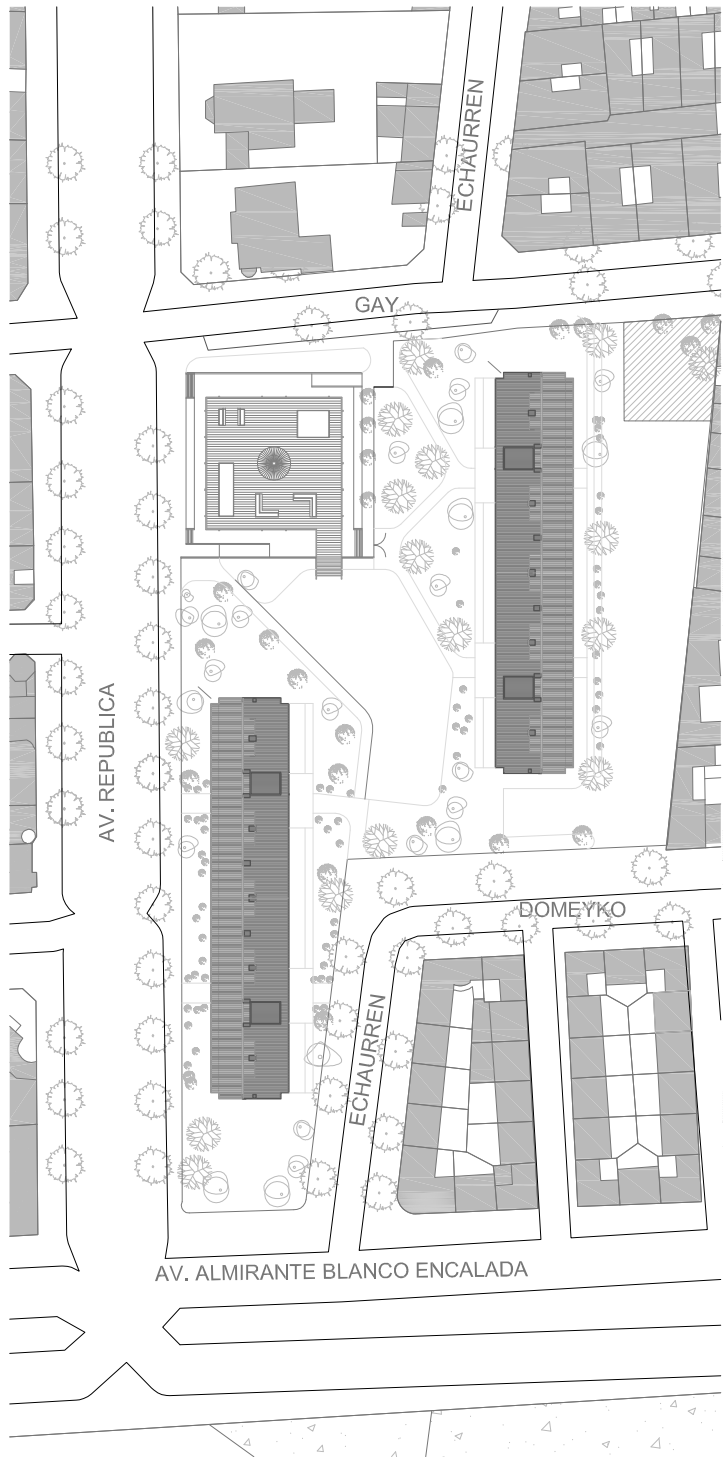 ECHAURREN
GAY
AV. REPUBLICA
DOMEYKO
ECHAURREN
AV. ALMIRANTE BLANCO ENCALADA